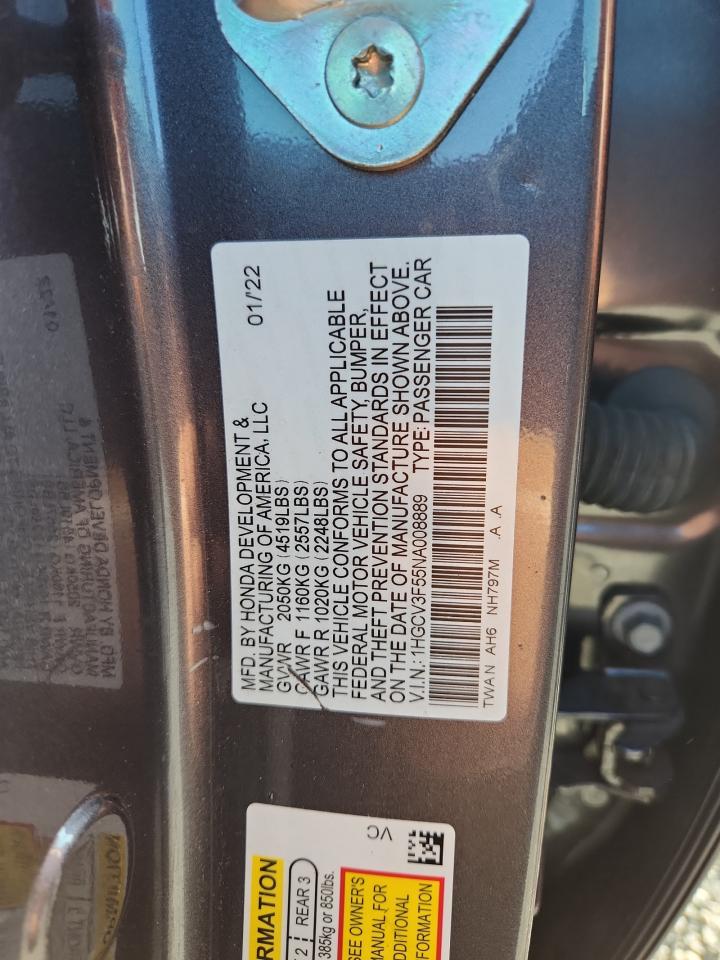 MFD. BY HONDA DEVELOPMENT &
MANUFACTURING OF AMERICA, LLC 01/'22
GVWR 2050KG (4519LBS)
GAWR F 1160KG (2557LBS)
GAWR R 1020KG (2248LBS)
THIS VEHICLE CONFORMS TO ALL APPLICABLE
FEDERAL MOTOR VEHICLE SAFETY, BUMPER,
AND THEFT PREVENTION STANDARDS IN EFFECT
ON THE DATE OF MANUFACTURE SHOWN ABOVE.
V.I.N.: 1HGCV3F55NA008889 TYPE: PASSENGER CAR
TWA N AH6 NH797M .A .A
RMATION
2 REAR 3
385kg or 850lbs.
VC
SEE OWNER'S
MANUAL FOR
ADDITIONAL
FORMATION